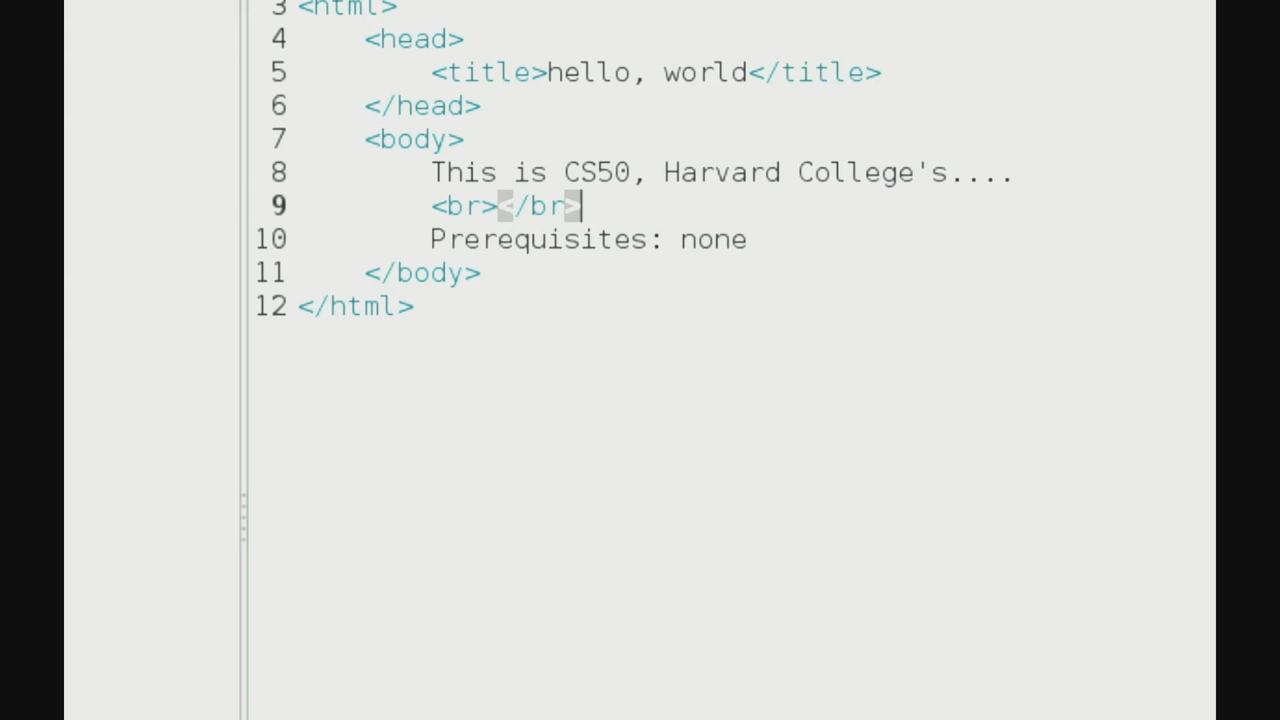 3 <html>
4 <head>
5 <title>hello, world</title>
6 </head>
7 <body>
8 This is CS50, Harvard College's....
9 <br></br>
10 Prerequisites: none
11 </body>
12 </html>